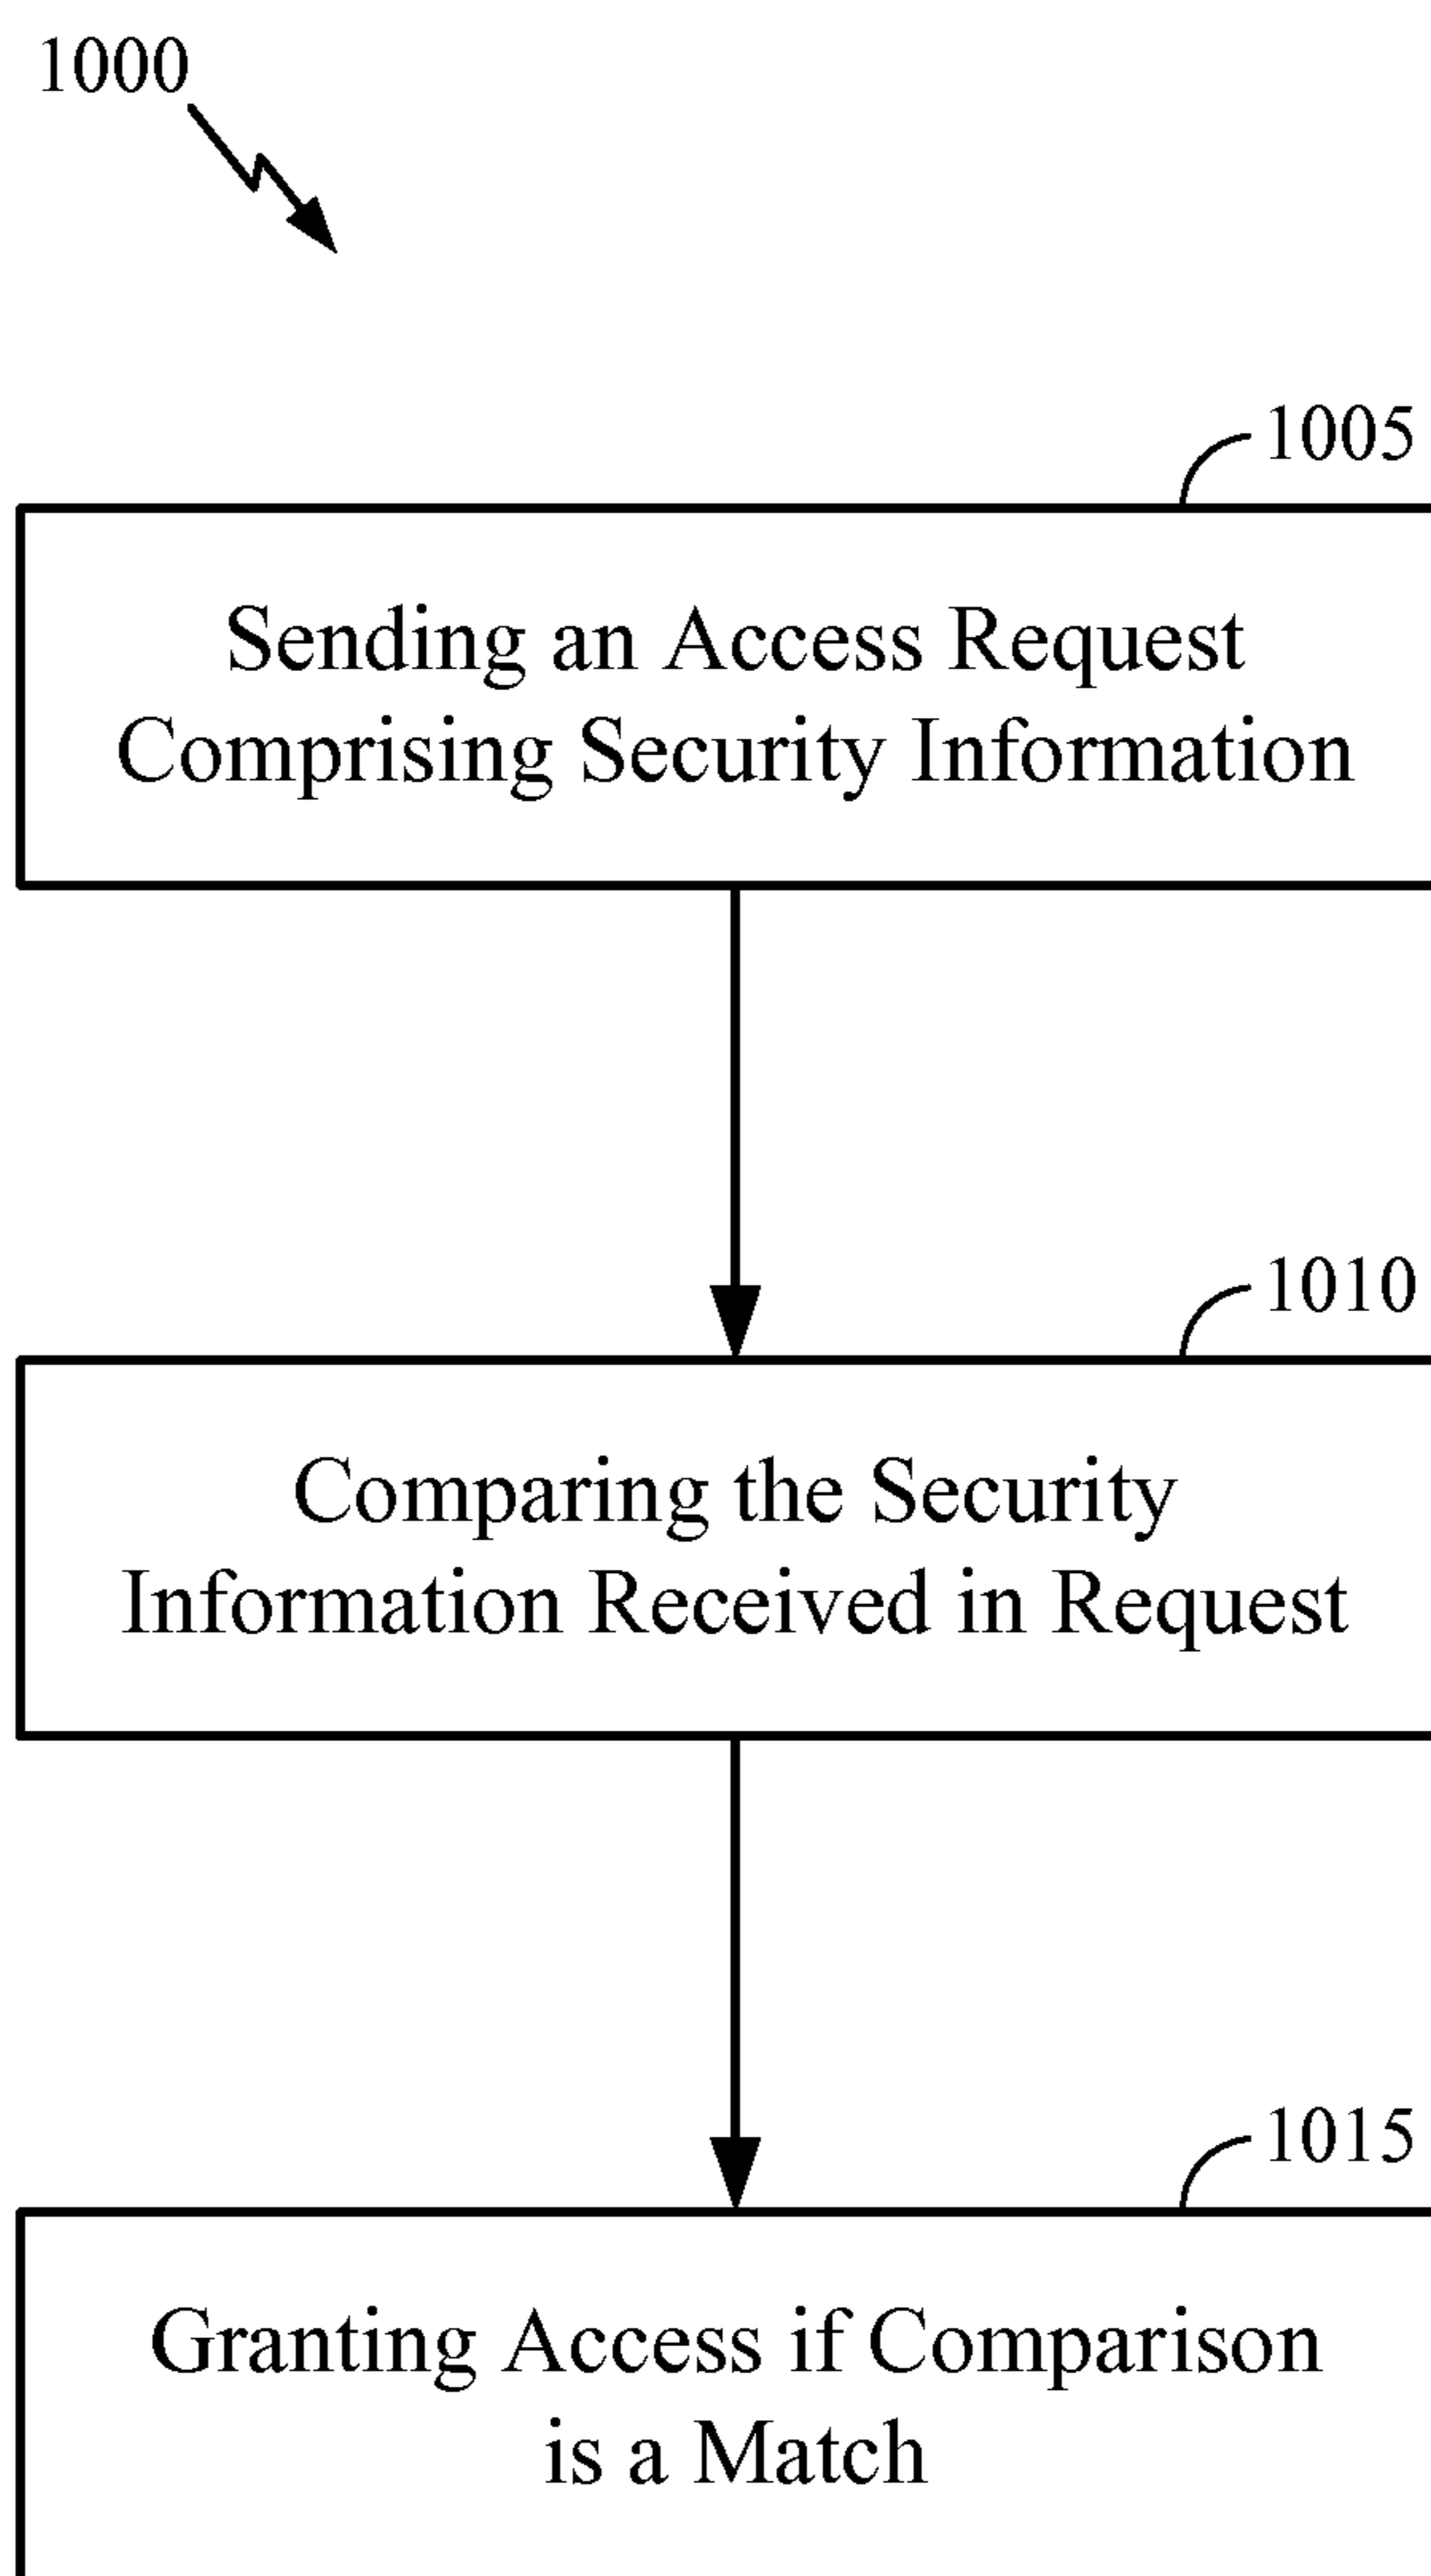 1000
1005
Sending an Access Request
Comprising Security Information
1010
Comparing the Security
Information Received in Request
1015
Granting Access if Comparison
is a Match